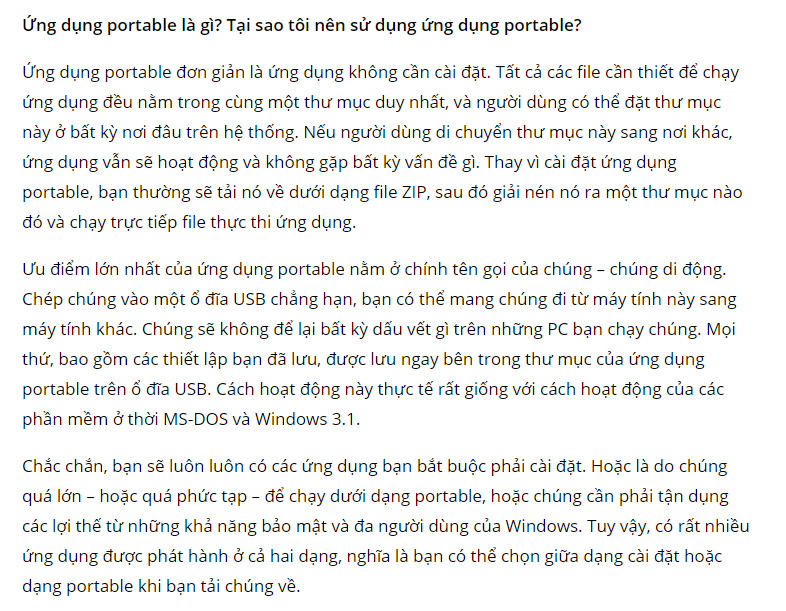 Ứng dụng portable là gì? Tại sao tôi nên sử dụng ứng dụng portable?
Ứng dụng portable đơn giản là ứng dụng không cần cài đặt. Tất cả các file cần thiết để chạy
ứng dụng đều nằm trong cùng một thư mục duy nhất, và người dùng có thể đặt thư mục
này ở bất kỳ nơi đâu trên hệ thống. Nếu người dùng di chuyển thư mục này sang nơi khác,
ứng dụng vẫn sẽ hoạt động và không gặp bất kỳ vấn đề gì. Thay vì cài đặt ứng dụng
portable, bạn thường sẽ tải nó về dưới dạng file ZIP, sau đó giải nén nó ra một thư mục nào
đó và chạy trực tiếp file thực thi ứng dụng.
Ưu điểm lớn nhất của ứng dụng portable nằm ở chính tên gọi của chúng – chúng di động.
Chép chúng vào một ổ đĩa USB chẳng hạn, bạn có thể mang chúng đi từ máy tính này sang
máy tính khác. Chúng sẽ không để lại bất kỳ dấu vết gì trên những PC bạn chạy chúng. Mọi
thứ, bao gồm các thiết lập bạn đã lưu, được lưu ngay bên trong thư mục của ứng dụng
portable trên ổ đĩa USB. Cách hoạt động này thực tế rất giống với cách hoạt động của các
phần mềm ở thời MS-DOS và Windows 3.1.
Chắc chắn, bạn sẽ luôn luôn có các ứng dụng bạn bắt buộc phải cài đặt. Hoặc là do chúng
quá lớn – hoặc quá phức tạp – để chạy dưới dạng portable, hoặc chúng cần phải tận dụng
các lợi thế từ những khả năng bảo mật và đa người dùng của Windows. Tuy vậy, có rất nhiều
ứng dụng được phát hành ở cả hai dạng, nghĩa là bạn có thể chọn giữa dạng cài đặt hoặc
dạng portable khi bạn tải chúng về.